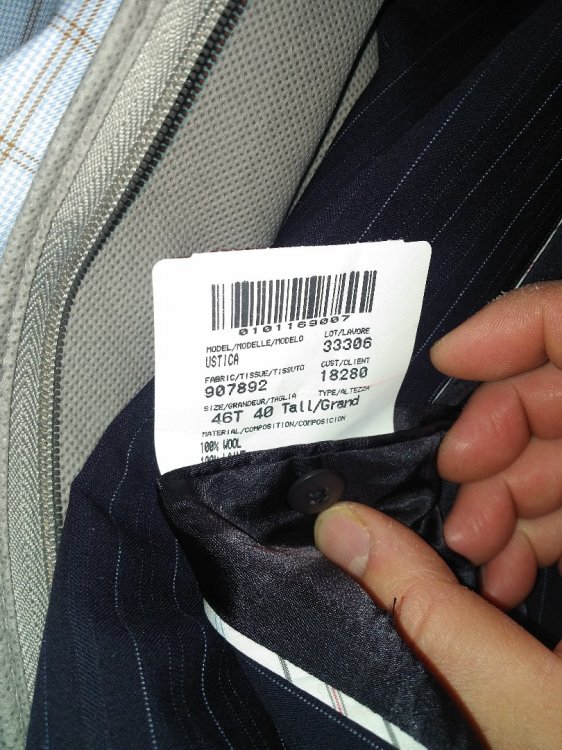 0101169007
MODEL/MODELLE/MODELO LOT/LAVORE
USTICA 33306
FABRIC/TISSUE/TISSUTO CUST/CLIENT
907892 18280
SIZE/GRANDEUR/TAGLIA TYPE/ALTEZZA
46T 40 Tall/Grand
MATERIAL/COMPOSITION/COMPOSICION
100% WOOL